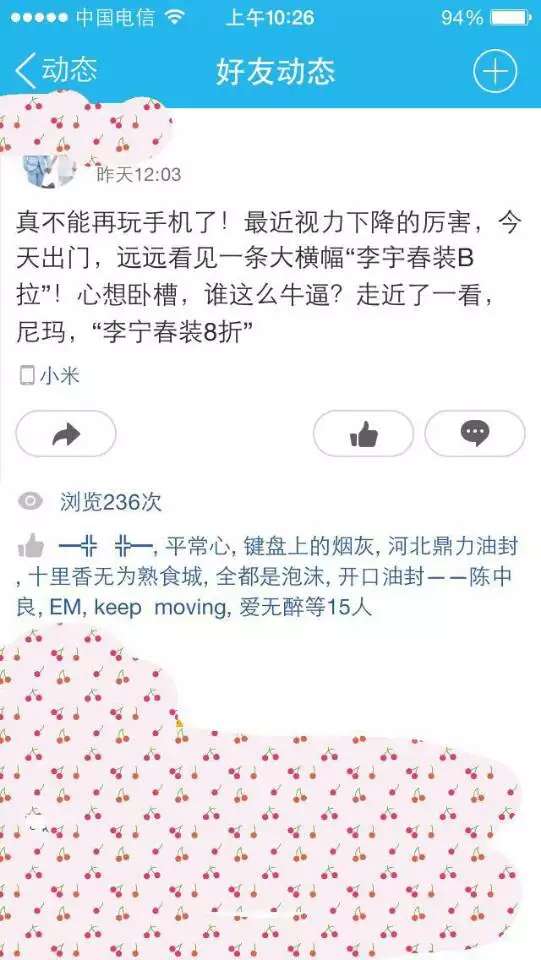 中国电信 上午10:26 94%
动态 好友动态
昨天12:03
真不能再玩手机了！最近视力下降的厉害，今
天出门，远远看见一条大横幅“李宇春装B
拉”！心想卧槽，谁这么牛逼？走近了一看，
尼玛，“李宁春装8折”
小米
浏览236次
━╬ ╬━, 平常心, 键盘上的烟灰, 河北鼎力油封
, 十里香无为熟食城, 全都是泡沫, 开口油封——陈中
良, EM, keep moving, 爱无醉等15人